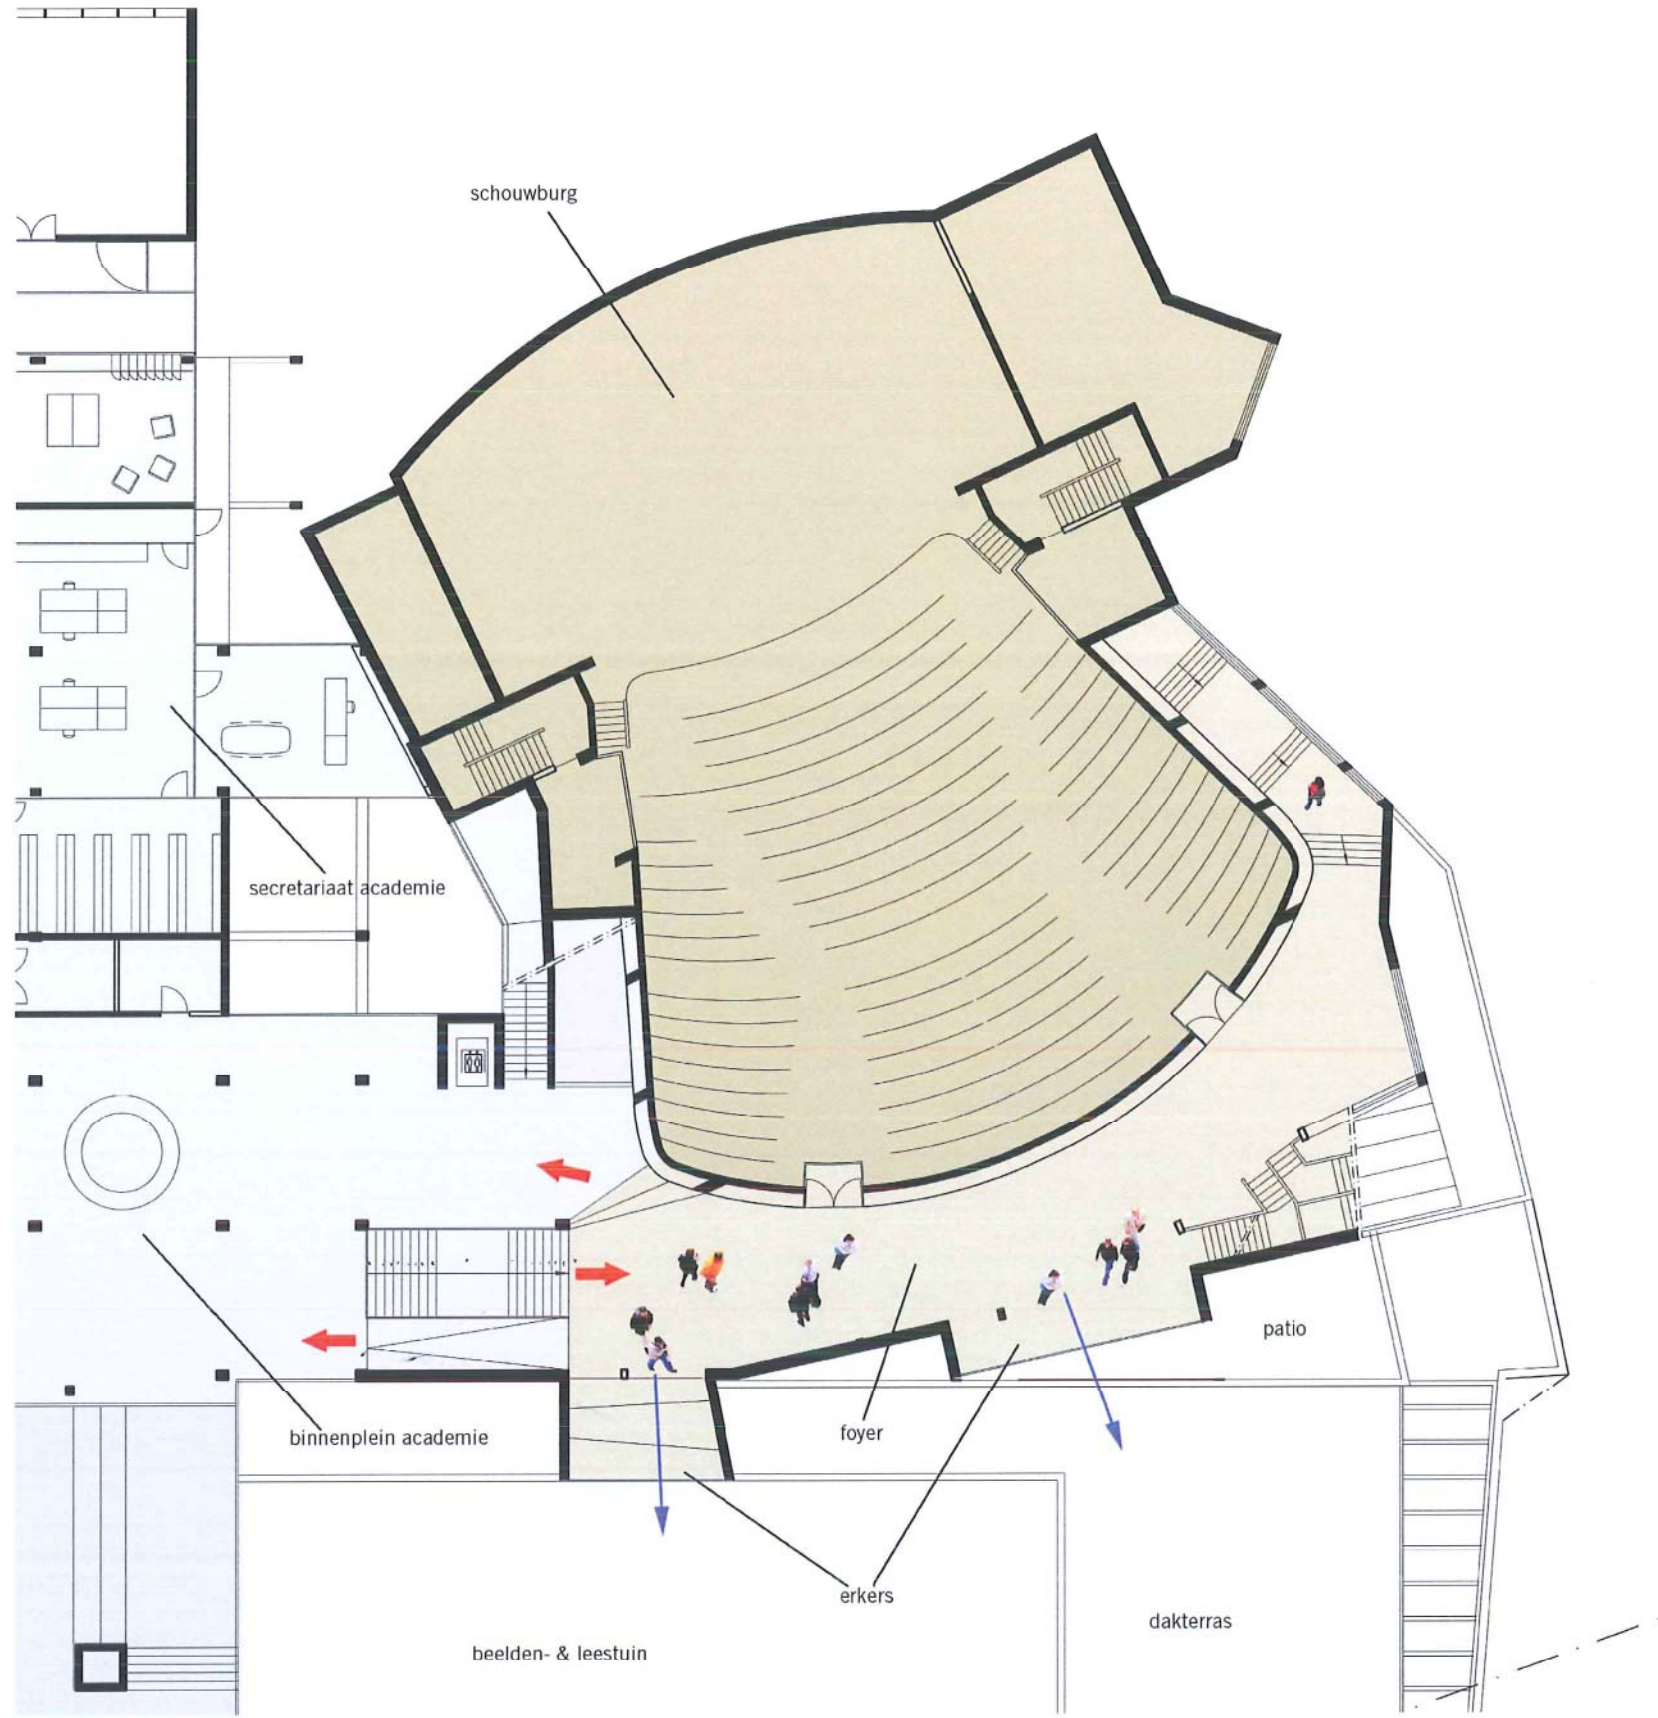 schouwburg
secretariaat academie
binnenplein academie
foyer
patio
erkers
dakterras
beelden- & leestuin